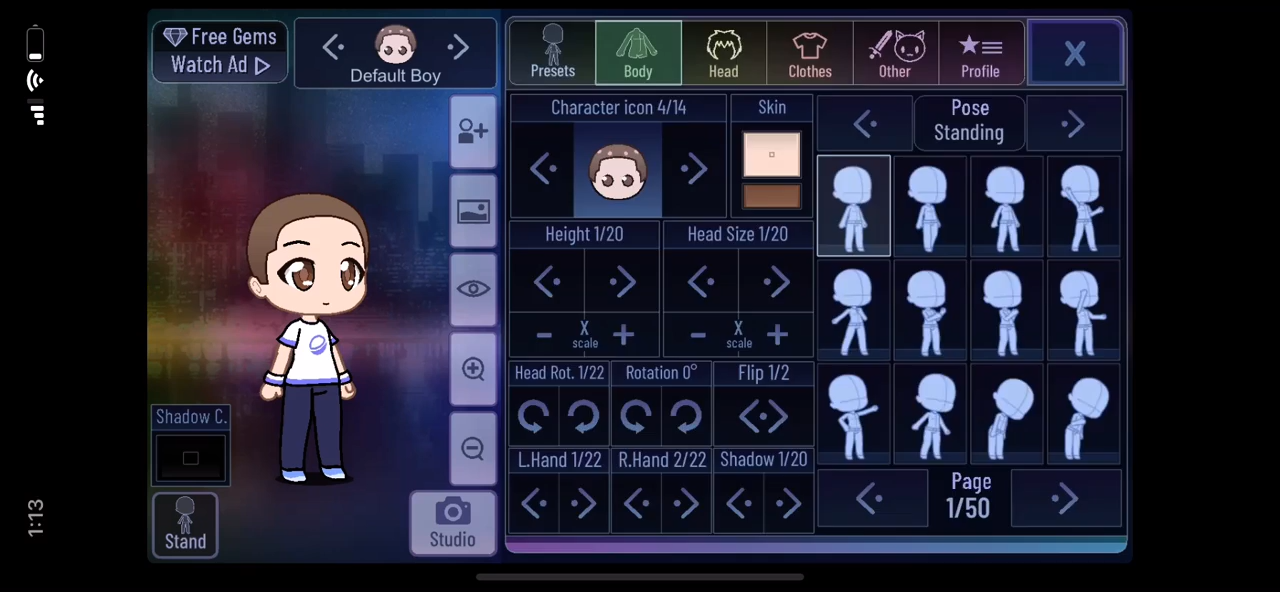 1:13
Free Gems
Watch Ad
Default Boy
Shadow C.
Stand
Studio
Presets
Body
Head
Clothes
Other
Profile
X
Character icon 4/14
Skin
Height 1/20
Head Size 1/20
X
scale
X
scale
Head Rot. 1/22
Rotation 0°
Flip 1/2
L.Hand 1/22
R.Hand 2/22
Shadow 1/20
Pose
Standing
Page
1/50